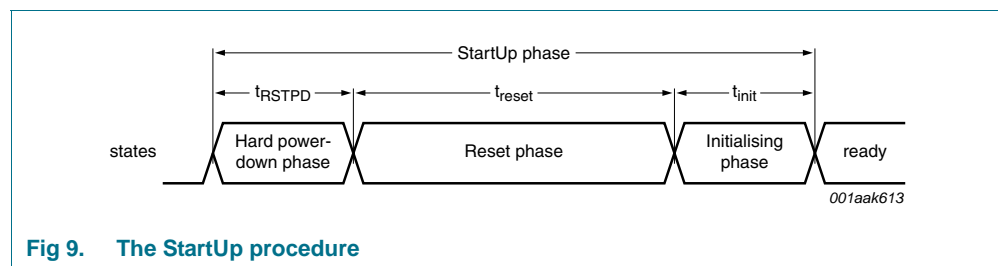 StartUp phase
tRSTPD
treset
tinit
states
Hard power-
down phase
Reset phase
Initialising
phase
ready
001aak613
Fig 9. The StartUp procedure